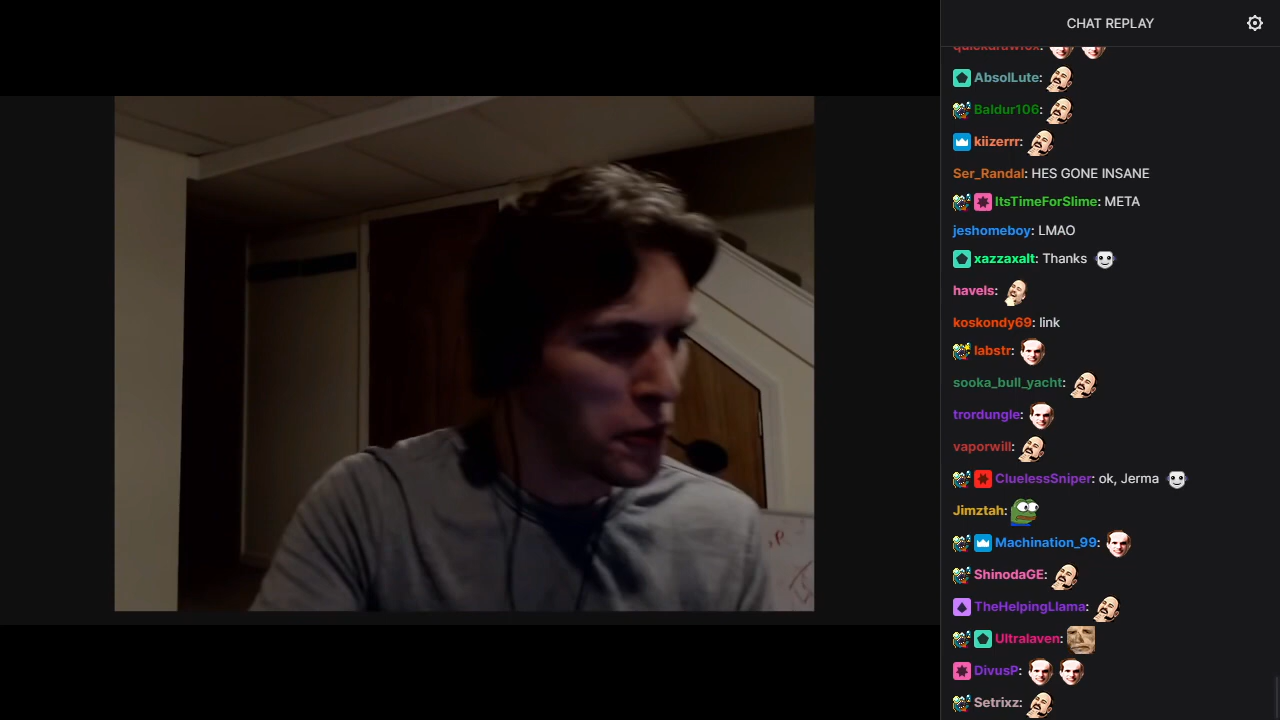 CHAT REPLAY
AbsolLute:
Baldur106:
kiizerrr:
Ser_Randal: HES GONE INSANE
ItsTimeForSlime: META
jeshomeboy: LMAO
xazzaxalt: Thanks
havels:
koskondy69: link
labstr:
sooka_bull_yacht:
trordungle:
vaporwill:
CluelessSniper: ok, Jerma
Jimztah:
Machination_99:
ShinodaGE:
TheHelpingLlama:
Ultralaven:
DivusP:
Setrixz: